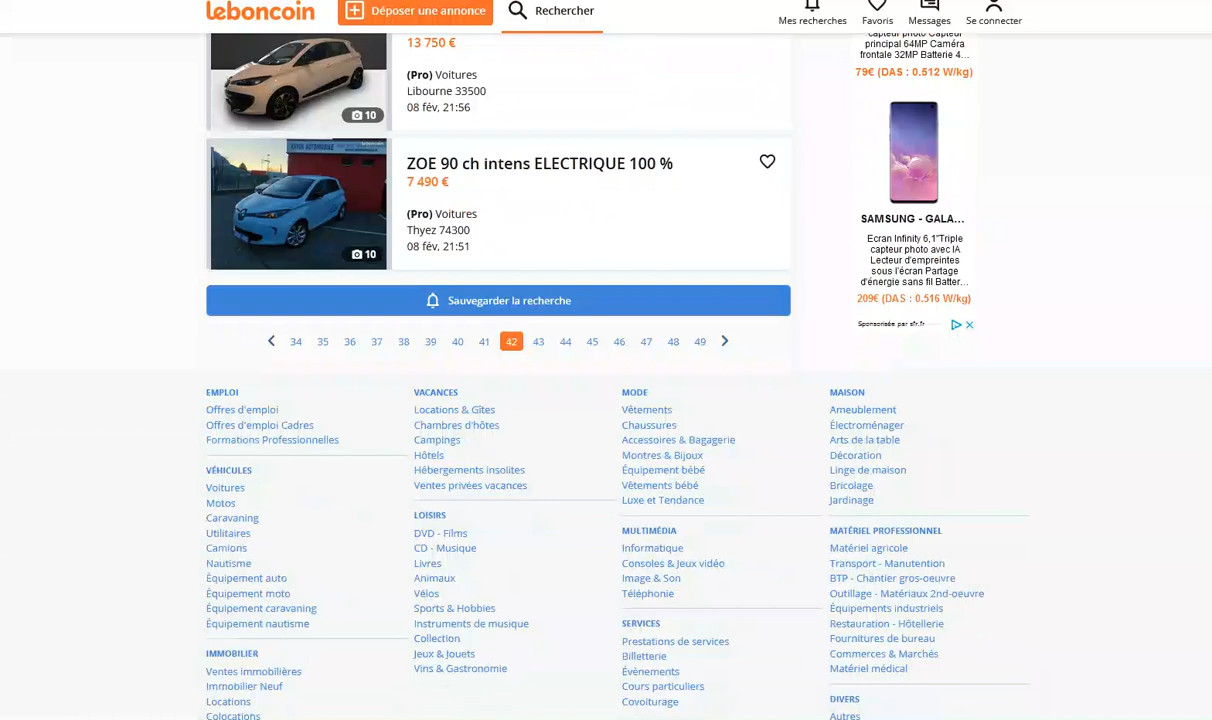 leboncoin
Déposer une annonce
Rechercher
Mes recherches
Favoris
Messages
Se connecter
13 750 €
(Pro) Voitures
Libourne 33500
08 fév, 21:56
10
ZOE 90 ch intens ELECTRIQUE 100 %
7 490 €
(Pro) Voitures
Thyez 74300
08 fév, 21:51
10
Sauvegarder la recherche
34 35 36 37 38 39 40 41 42 43 44 45 46 47 48 49
capteur photo Capteur
principal 64MP Caméra
frontale 32MP Batterie 4...
79€ (DAS : 0.512 W/kg)
SAMSUNG - GALA...
Ecran Infinity 6,1"Triple
capteur photo avec IA
Lecteur d'empreintes
sous l'écran Partage
d'énergie sans fil Batter...
209€ (DAS : 0.516 W/kg)
Sponsorisée par sfr.fr
EMPLOI
Offres d'emploi
Offres d'emploi Cadres
Formations Professionnelles
VÉHICULES
Voitures
Motos
Caravaning
Utilitaires
Camions
Nautisme
Équipement auto
Équipement moto
Équipement caravaning
Équipement nautisme
IMMOBILIER
Ventes immobilières
Immobilier Neuf
Locations
Colocations
VACANCES
Locations & Gîtes
Chambres d'hôtes
Campings
Hôtels
Hébergements insolites
Ventes privées vacances
LOISIRS
DVD - Films
CD - Musique
Livres
Animaux
Vélos
Sports & Hobbies
Instruments de musique
Collection
Jeux & Jouets
Vins & Gastronomie
MODE
Vêtements
Chaussures
Accessoires & Bagagerie
Montres & Bijoux
Équipement bébé
Vêtements bébé
Luxe et Tendance
MULTIMÉDIA
Informatique
Consoles & Jeux vidéo
Image & Son
Téléphonie
SERVICES
Prestations de services
Billetterie
Évènements
Cours particuliers
Covoiturage
MAISON
Ameublement
Électroménager
Arts de la table
Décoration
Linge de maison
Bricolage
Jardinage
MATÉRIEL PROFESSIONNEL
Matériel agricole
Transport - Manutention
BTP - Chantier gros-oeuvre
Outillage - Matériaux 2nd-oeuvre
Équipements industriels
Restauration - Hôtellerie
Fournitures de bureau
Commerces & Marchés
Matériel médical
DIVERS
Autres